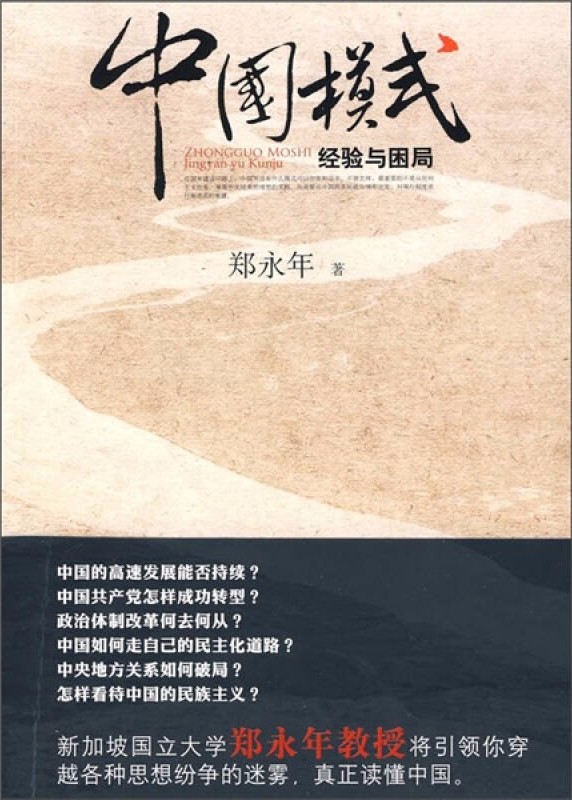 中國模式
ZHONGGUO MOSHI
Jingyan yu Kunju
经验与困局
郑永年 著
中国的高速发展能否持续？
中国共产党怎样成功转型？
政治体制改革何去何从？
中国如何走自己的民主化道路？
中央地方关系如何破局？
怎样看待中国的民族主义？
新加坡国立大学郑永年教授将引领你穿
越各种思想纷争的迷雾，真正读懂中国。